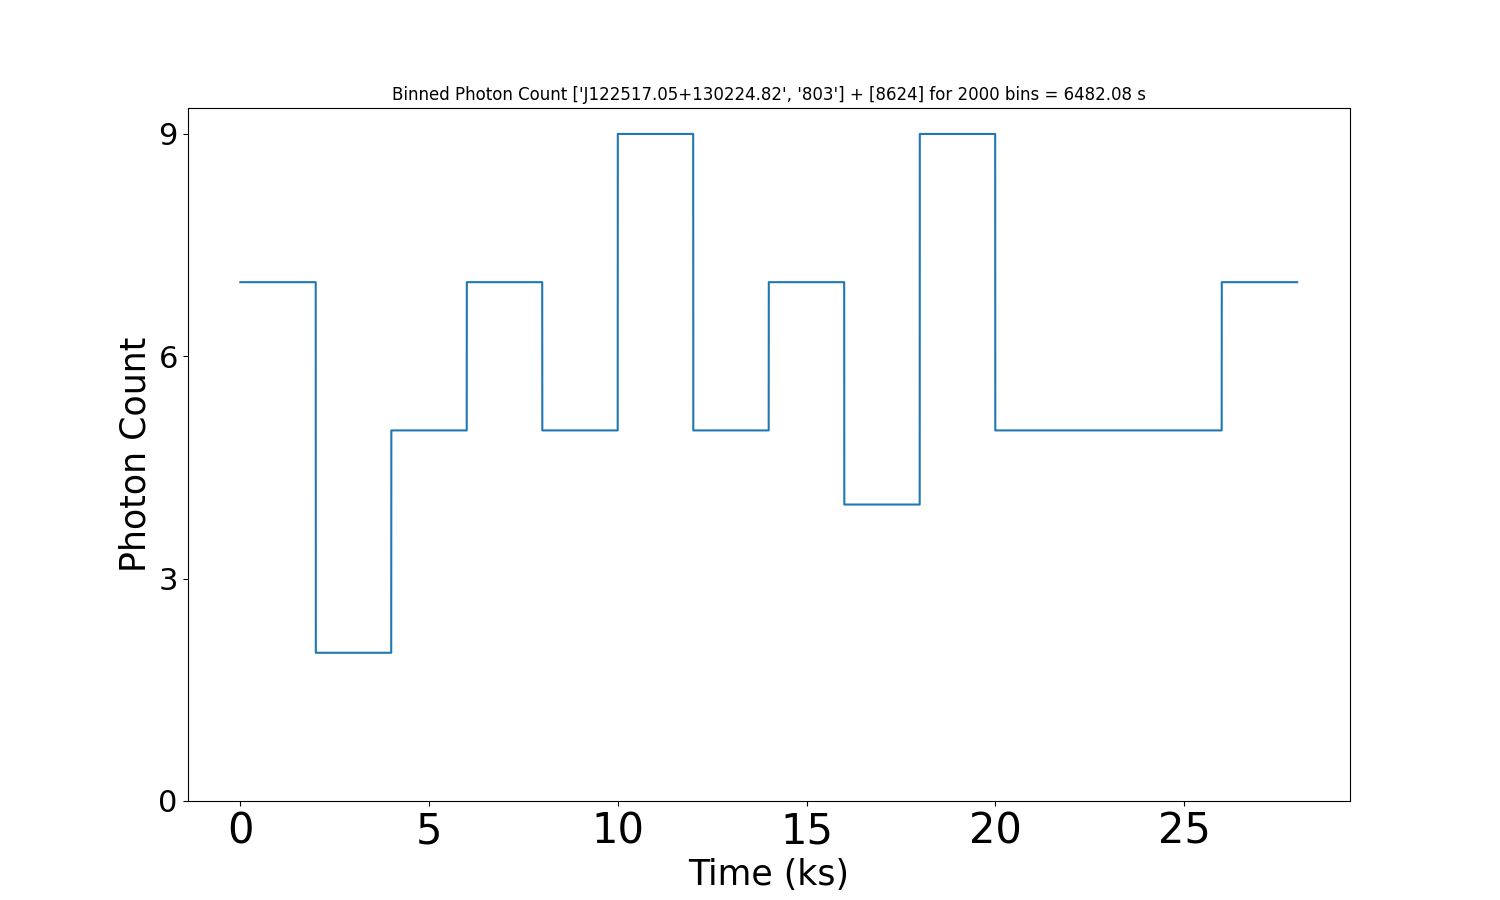 Binned Photon Count ['J122517.05+130224.82', '803'] + [8624] for 2000 bins = 6482.08 s
9
6
3
0
Photon Count
0 5 10 15 20 25
Time (ks)